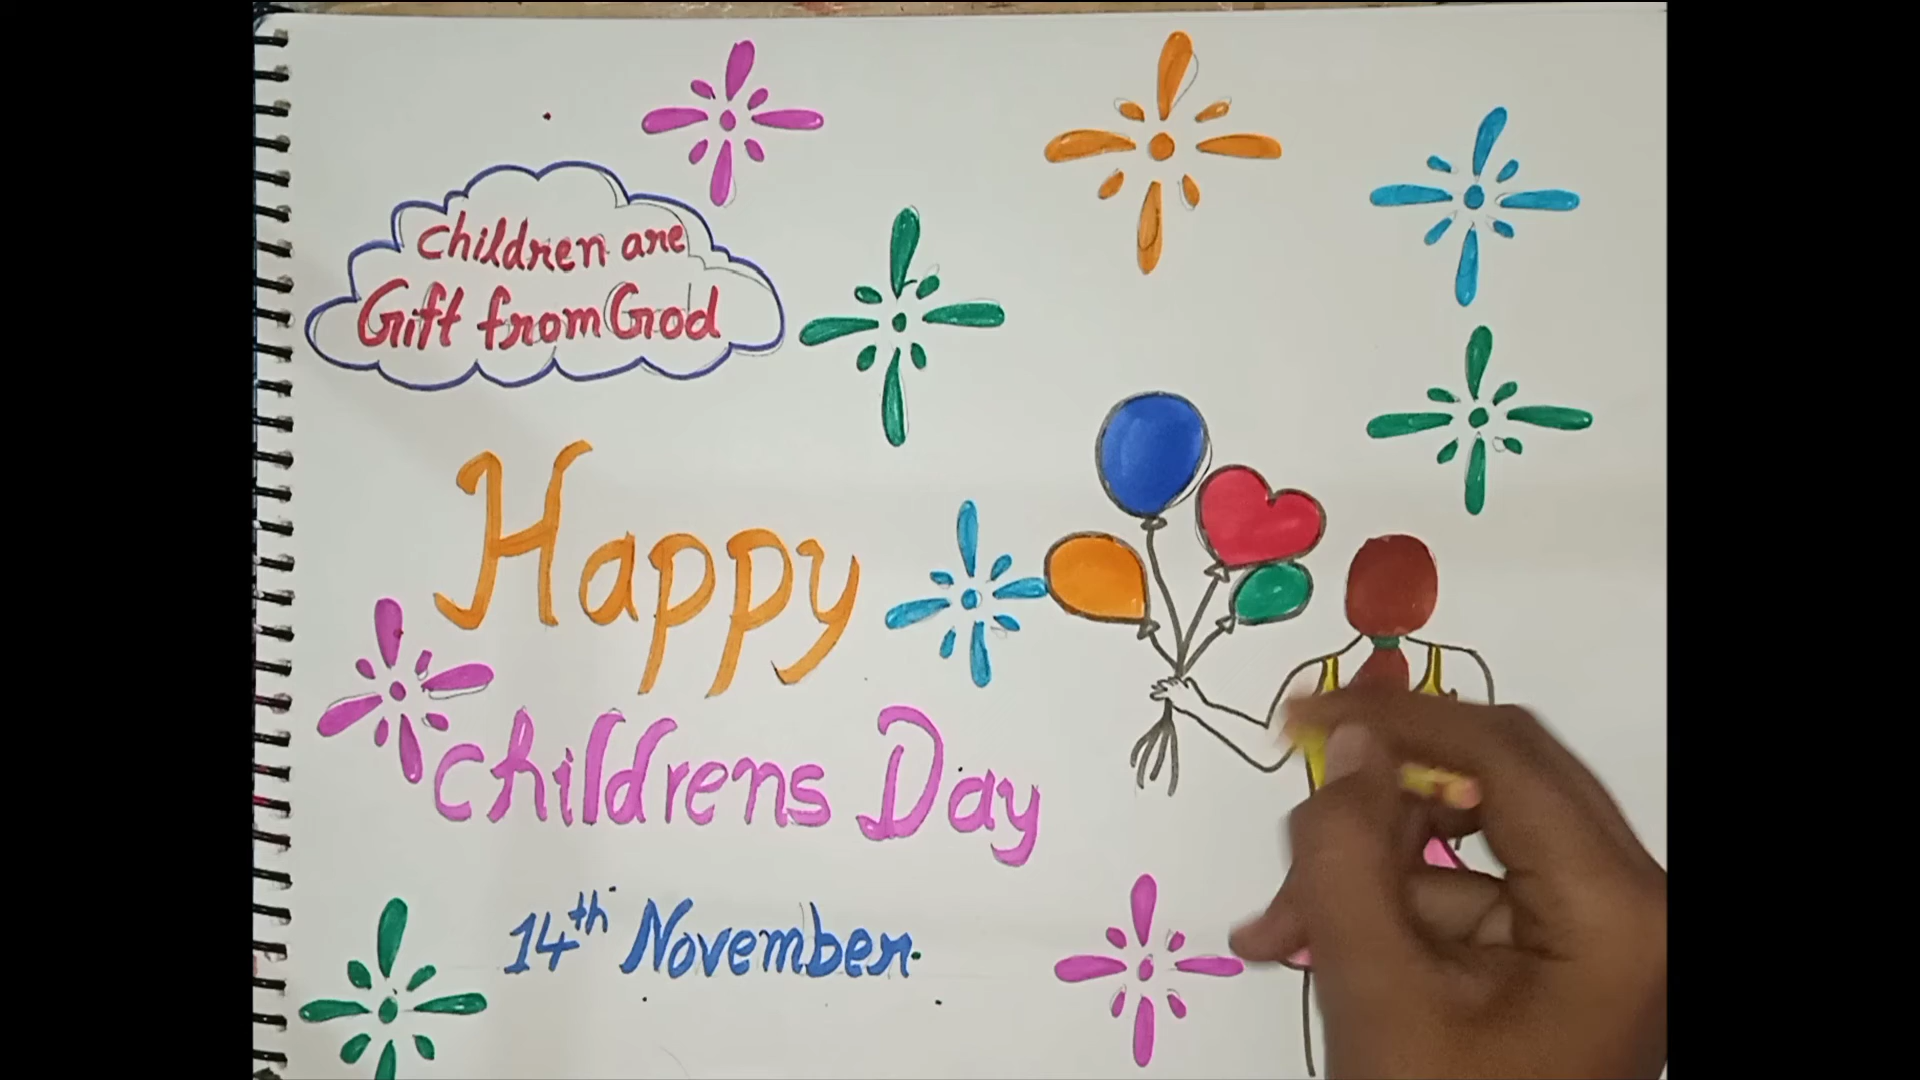 Children are
Gift from God
Happy
Childrens Day
14th November.